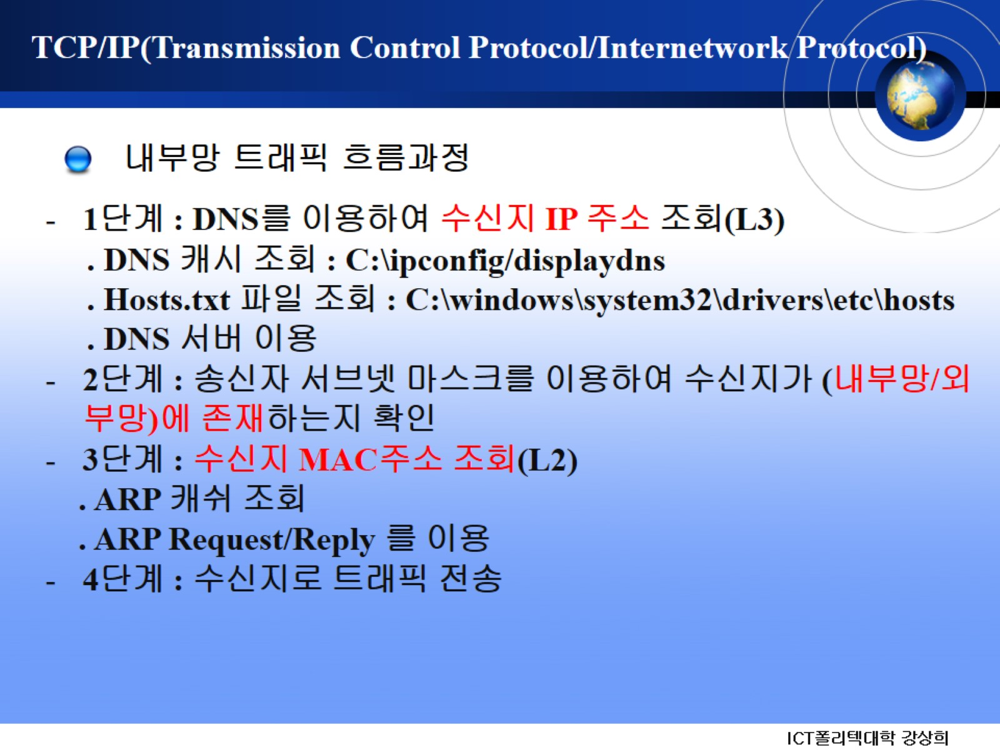 TCP/IP(Transmission Control Protocol/Internetwork Protocol)
내부망 트래픽 흐름과정
- 1단계 : DNS를 이용하여 수신지 IP 주소 조회(L3)
. DNS 캐시 조회 : C:\ipconfig/displaydns
. Hosts.txt 파일 조회 : C:\windows\system32\drivers\etc\hosts
. DNS 서버 이용
- 2단계 : 송신자 서브넷 마스크를 이용하여 수신지가 (내부망/외
부망)에 존재하는지 확인
- 3단계 : 수신지 MAC주소 조회(L2)
. ARP 캐쉬 조회
. ARP Request/Reply 를 이용
- 4단계 : 수신지로 트래픽 전송
ICT폴리텍대학 강상희